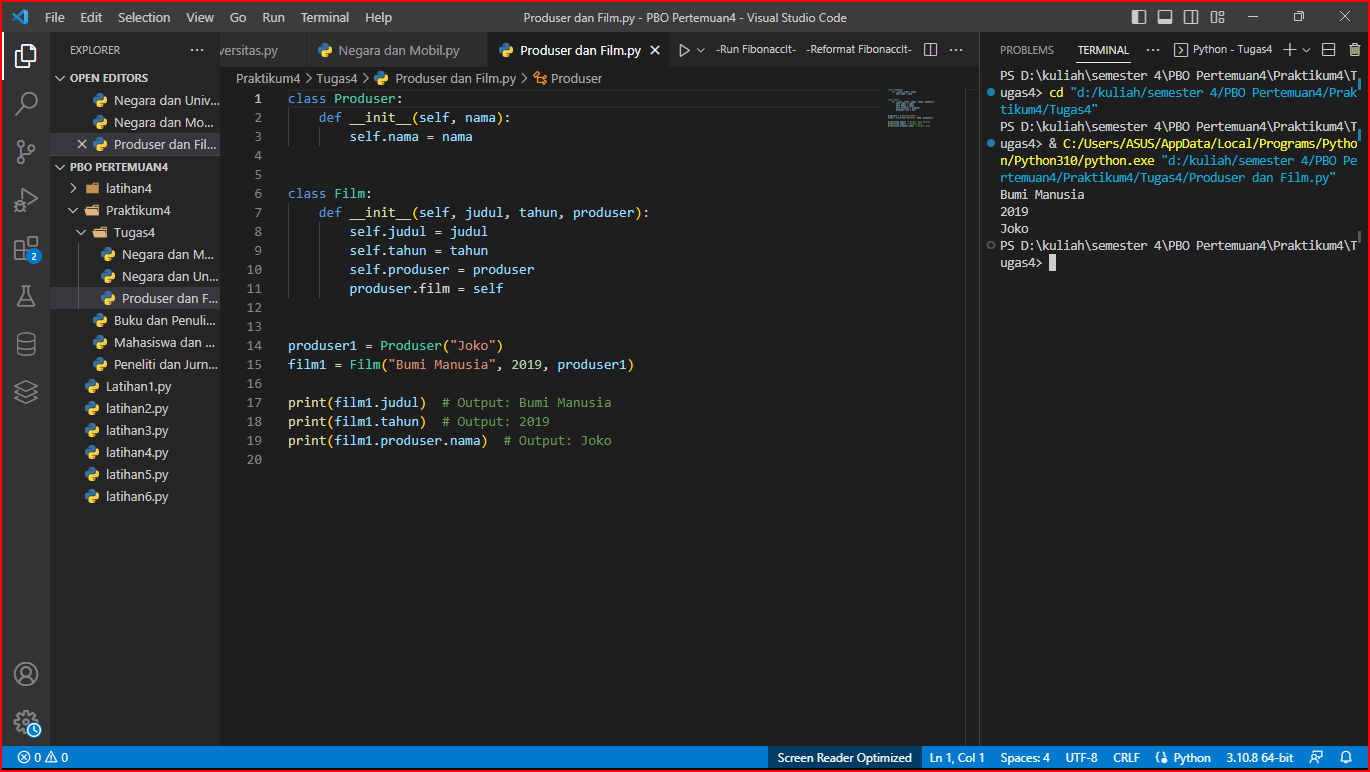 File Edit Selection View Go Run Terminal Help
Produser dan Film.py - PBO Pertemuan4 - Visual Studio Code
EXPLORER
OPEN EDITORS
Negara dan Univ...
Negara dan Mo...
Produser dan Fil...
PBO PERTEMUAN4
latihan4
Praktikum4
Tugas4
Negara dan M...
Negara dan Un...
Produser dan F...
Buku dan Penuli...
Mahasiswa dan ...
Peneliti dan Jurn...
Latihan1.py
latihan2.py
latihan3.py
latihan4.py
latihan5.py
latihan6.py
2
versitas.py Negara dan Mobil.py Produser dan Film.py -Run FibonaccIt- -Reformat FibonaccIt-
Praktikum4 > Tugas4 > Produser dan Film.py > Produser
1 class Produser:
2     def __init__(self, nama):
3         self.nama = nama
4
5
6 class Film:
7     def __init__(self, judul, tahun, produser):
8         self.judul = judul
9         self.tahun = tahun
10         self.produser = produser
11         produser.film = self
12
13
14 produser1 = Produser("Joko")
15 film1 = Film("Bumi Manusia", 2019, produser1)
16
17 print(film1.judul)  # Output: Bumi Manusia
18 print(film1.tahun)  # Output: 2019
19 print(film1.produser.nama)  # Output: Joko
20
PROBLEMS TERMINAL ... Python - Tugas4
PS D:\kuliah\semester 4\PBO Pertemuan4\Praktikum4\T
ugas4> cd "d:/kuliah/semester 4/PBO Pertemuan4/Prak
tikum4/Tugas4"
PS D:\kuliah\semester 4\PBO Pertemuan4\Praktikum4\T
ugas4> & C:/Users/ASUS/AppData/Local/Programs/Pytho
n/Python310/python.exe "d:/kuliah/semester 4/PBO Pe
rtemuan4/Praktikum4/Tugas4/Produser dan Film.py"
Bumi Manusia
2019
Joko
PS D:\kuliah\semester 4\PBO Pertemuan4\Praktikum4\T
ugas4>
0 0 Screen Reader Optimized Ln 1, Col 1 Spaces: 4 UTF-8 CRLF Python 3.10.8 64-bit